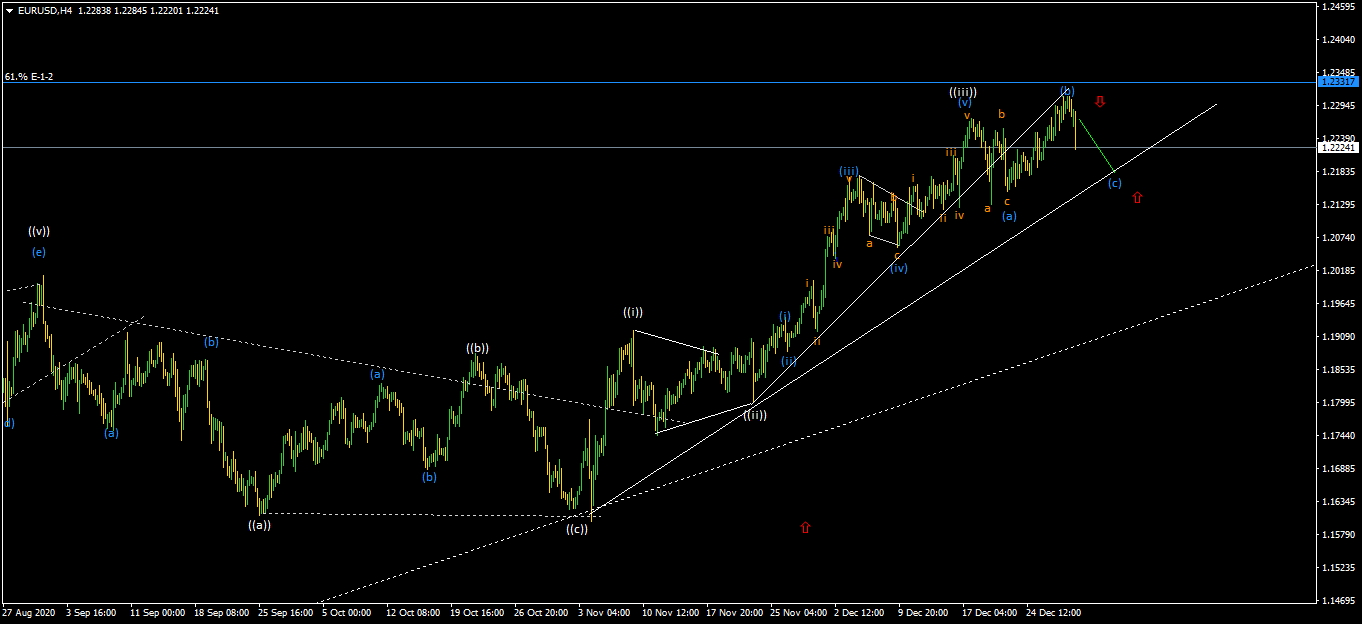 EURUSD,H4 1.22838 1.22845 1.22201 1.22241
1.24595
1.24040
1.23485
61.% E-1-2
1.23317
((iii))
(b)
(v)
1.22945
v
b
1.22390
1.22241
iii
(iii)
1.21835
v
i
(c)
b
c
1.21295
a
ii
iv
(a)
((v))
iii
1.20740
a
(e)
c
iv
(iv)
1.20185
i
1.19645
((i))
(i)
1.19090
(b)
ii
((b))
(ii)
1.18535
(a)
1.17995
((ii))
d)
(a)
1.17440
1.16885
(b)
1.16345
((a))
((c))
1.15790
1.15235
1.14695
27 Aug 2020 3 Sep 16:00 11 Sep 00:00 18 Sep 08:00 25 Sep 16:00 5 Oct 00:00 12 Oct 08:00 19 Oct 16:00 26 Oct 20:00 3 Nov 04:00 10 Nov 12:00 17 Nov 20:00 25 Nov 04:00 2 Dec 12:00 9 Dec 20:00 17 Dec 04:00 24 Dec 12:00